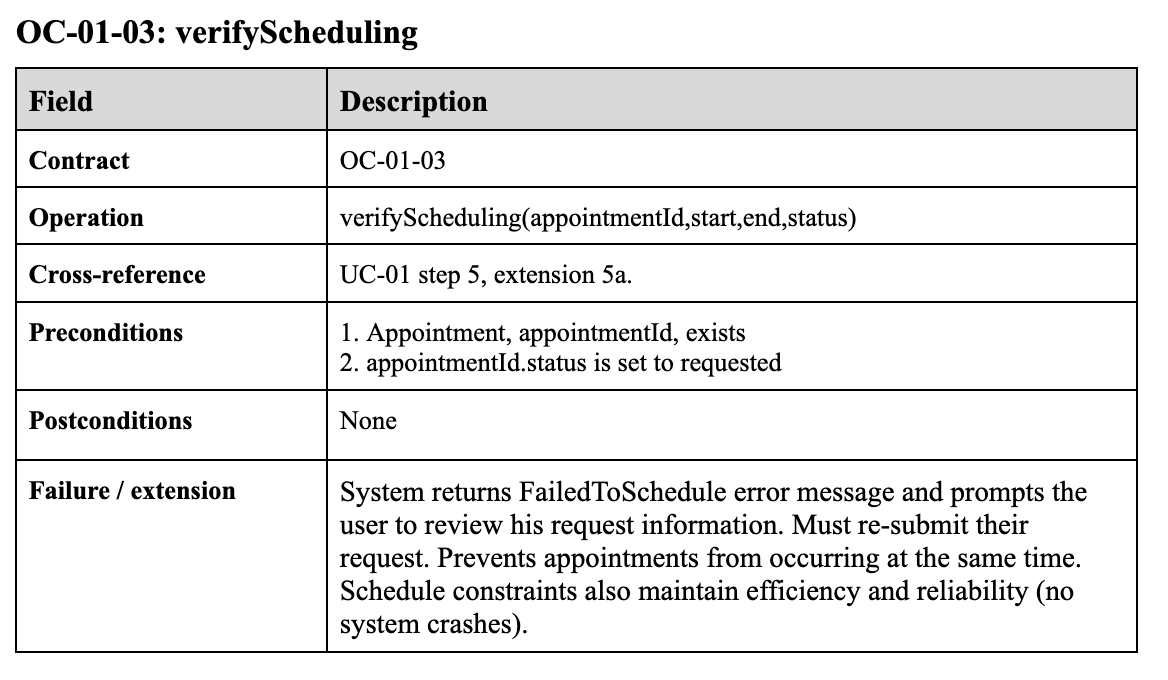 OC-01-03: verifyScheduling
Field Description
Contract OC-01-03
Operation verifyScheduling(appointmentId,start,end,status)
Cross-reference UC-01 step 5, extension 5a.
Preconditions 1. Appointment, appointmentId, exists
2. appointmentId.status is set to requested
Postconditions None
Failure / extension System returns FailedToSchedule error message and prompts the
user to review his request information. Must re-submit their
request. Prevents appointments from occurring at the same time.
Schedule constraints also maintain efficiency and reliability (no
system crashes).